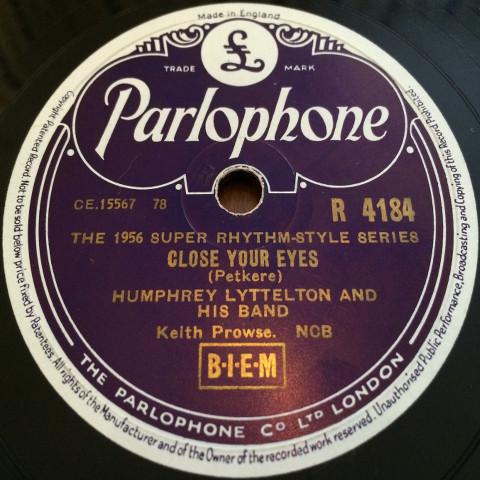 Made in England
£
TRADE MARK
Parlophone
CE.15567 78
R 4184
THE 1956 SUPER RHYTHM-STYLE SERIES
CLOSE YOUR EYES
(Petkere)
HUMPHREY LYTTELTON AND
HIS BAND
Keith Prowse. NCB
B·I·E·M
THE PARLOPHONE Co LTD LONDON
Copyright Patented Record. Not to be sold below price fixed by Patentees. All rights of the Manufacturer and of the Owner of the recorded work reserved. Unauthorised Public Performance, Broadcasting and Copying of this Record Prohibited.